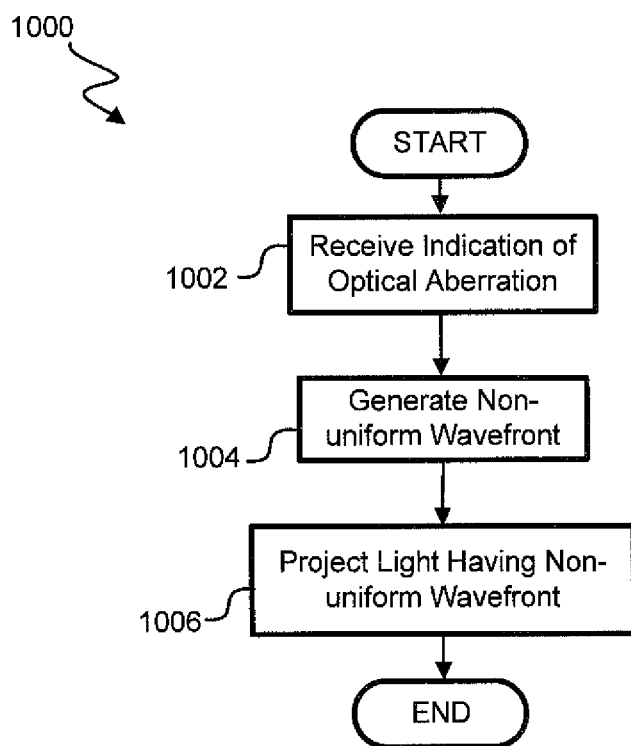 1000
START
Receive Indication of
Optical Aberration
1002
Generate Non-
uniform Wavefront
1004
Project Light Having Non-
uniform Wavefront
1006
END